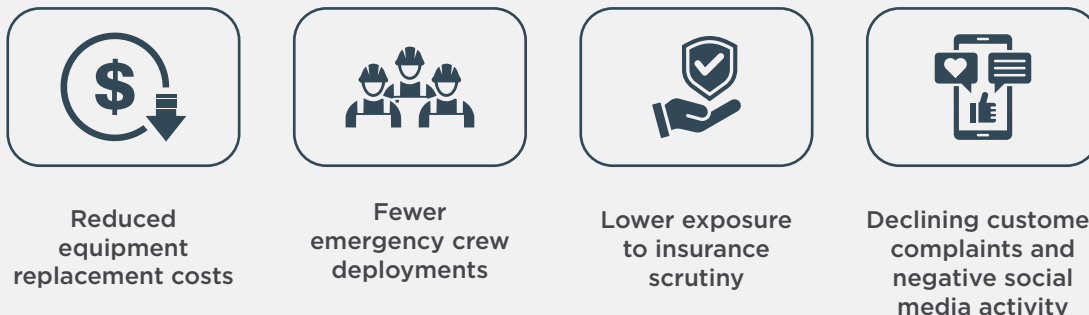 $
Reduced
equipment
replacement costs
Fewer
emergency crew
deployments
Lower exposure
to insurance
scrutiny
Declining custome
complaints and
negative social
media activity